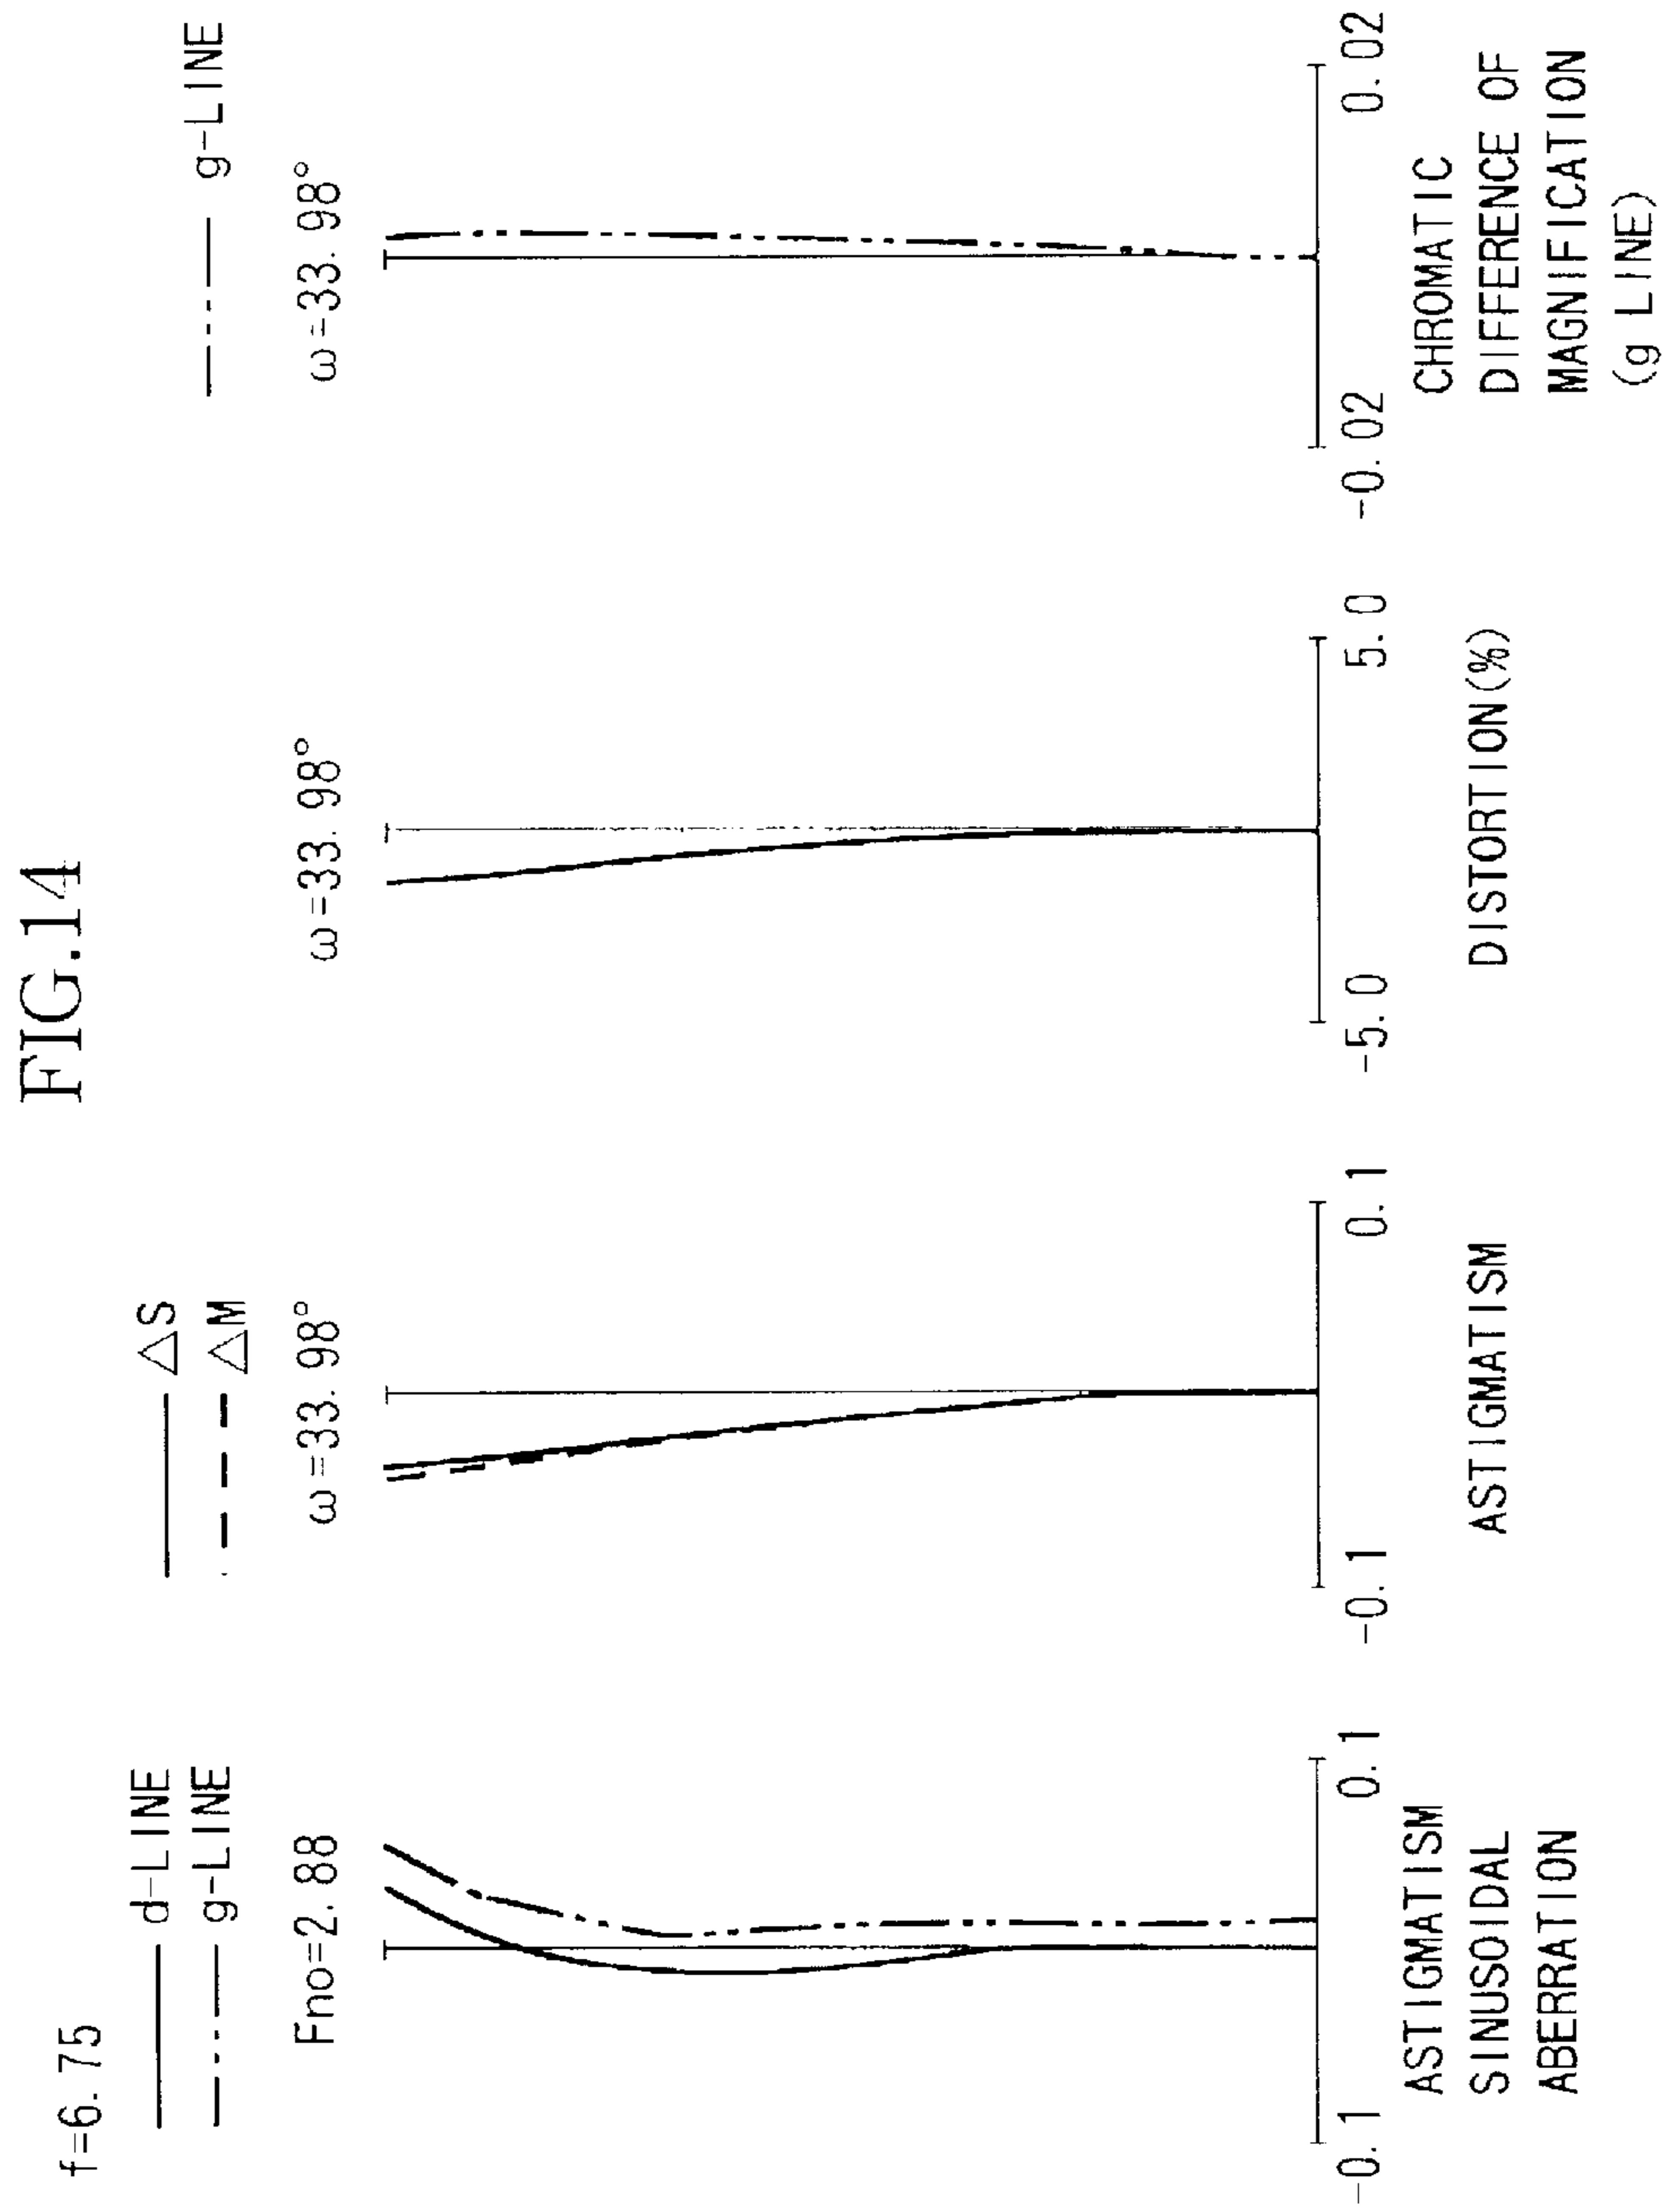 FIG.14
f=6.75
d-LINE
g-LINE
Fno=2.88
-0.1
0.1
ASTIGMATISM
SINUSOIDAL
ABERRATION
△S
△M
ω=33.98°
-0.1
0.1
ASTIGMATISM
ω=33.98°
-5.0
5.0
DISTORTION(%)
g-LINE
ω=33.98°
-0.02
0.02
CHROMATIC
DIFFERENCE OF
MAGNIFICATION
(g LINE)